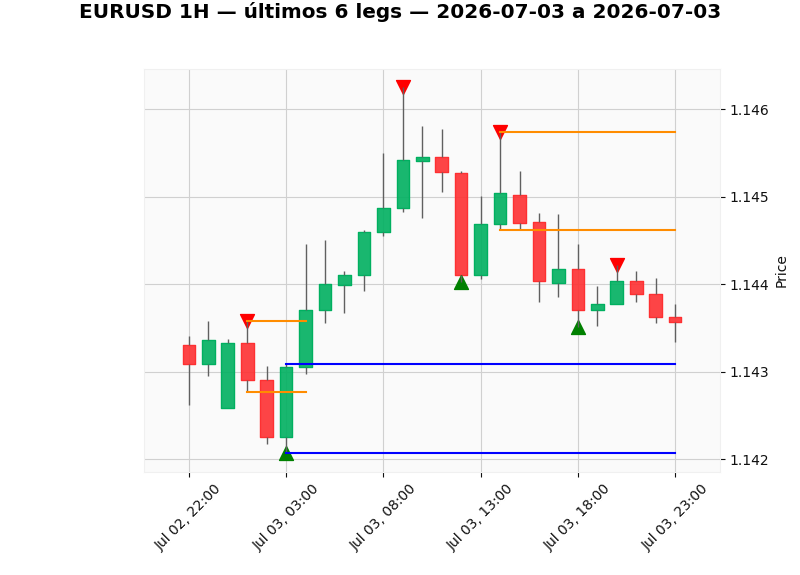 EURUSD 1H — últimos 6 legs — 2026-07-03 a 2026-07-03
1.146
1.145
1.144
1.143
1.142
Price
Jul 02, 22:00
Jul 03, 03:00
Jul 03, 08:00
Jul 03, 13:00
Jul 03, 18:00
Jul 03, 23:00